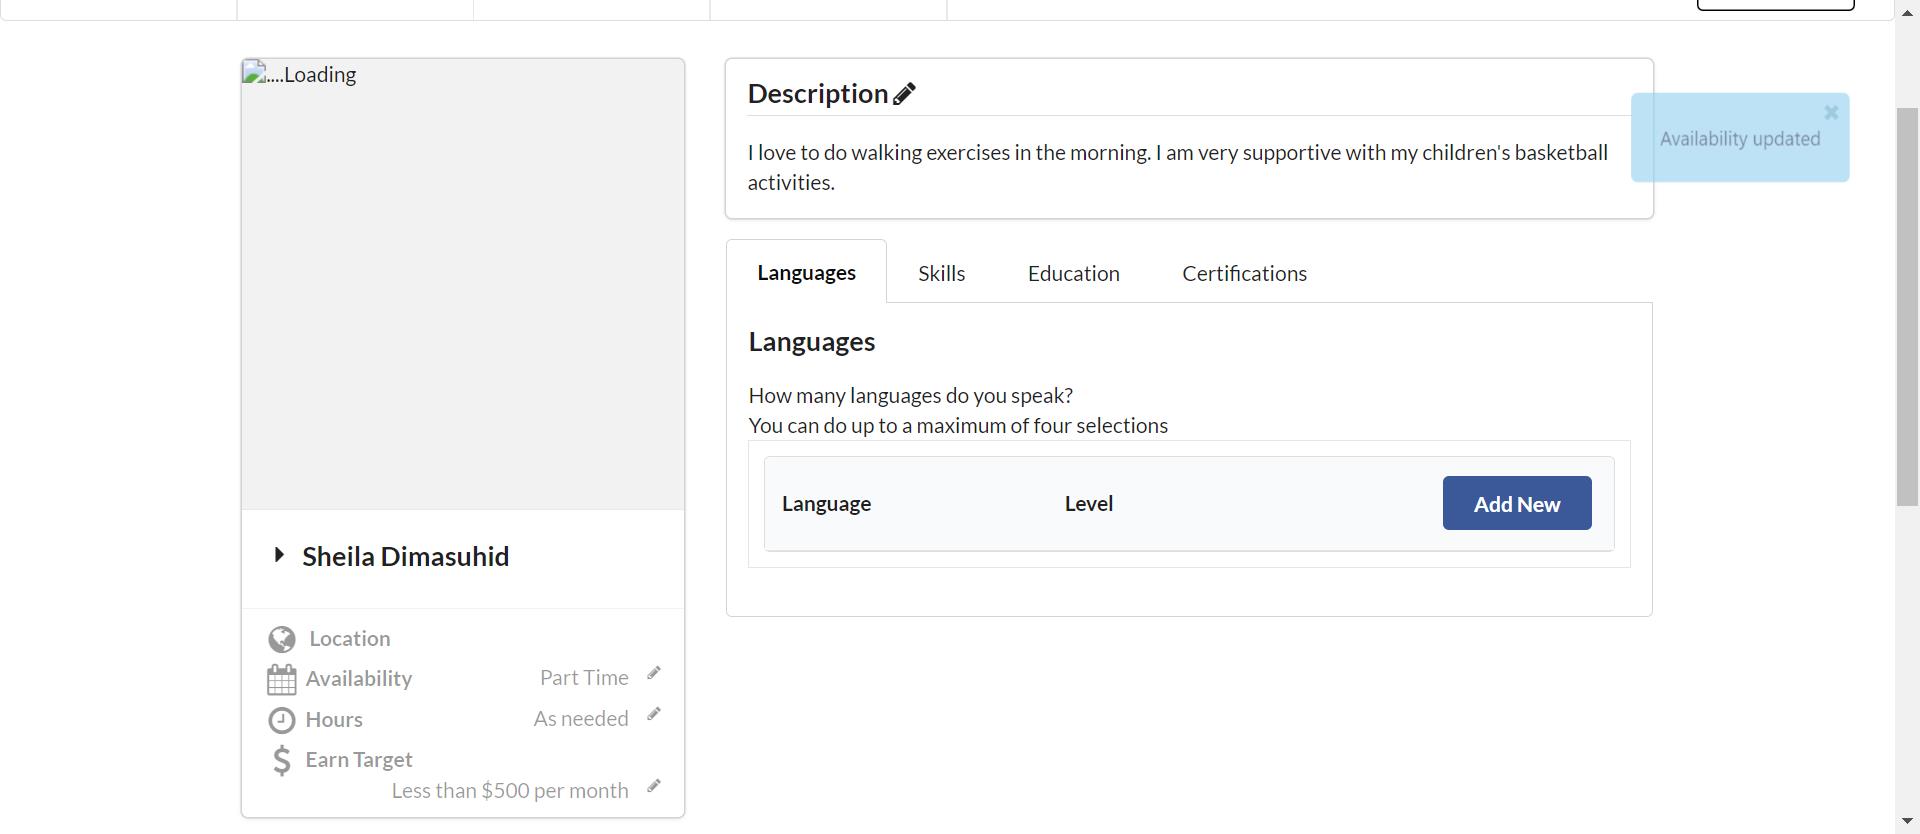 ....Loading
Sheila Dimasuhid
Location
Availability Part Time
Hours As needed
Earn Target
Less than $500 per month
Description
I love to do walking exercises in the morning. I am very supportive with my children's basketball
activities.
Availability updated
Languages Skills Education Certifications
Languages
How many languages do you speak?
You can do up to a maximum of four selections
Language Level Add New